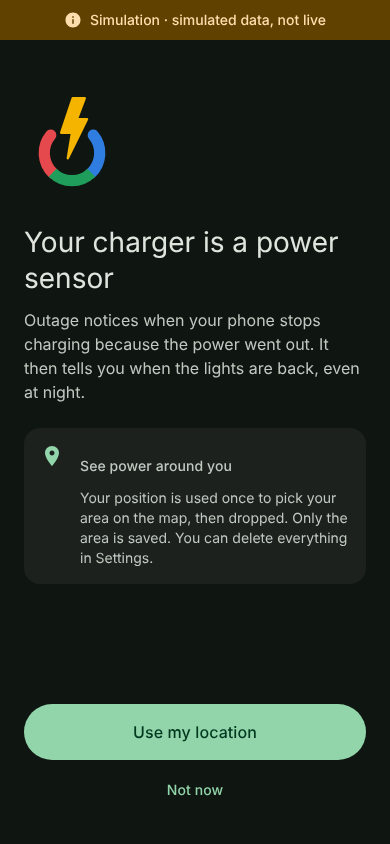 Simulation · simulated data, not live
Your charger is a power
sensor
Outage notices when your phone stops
charging because the power went out. It
then tells you when the lights are back, even
at night.
See power around you
Your position is used once to pick your
area on the map, then dropped. Only the
area is saved. You can delete everything
in Settings.
Use my location
Not now